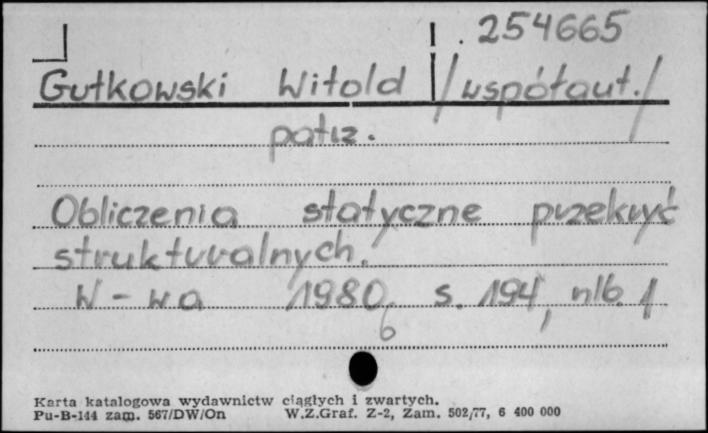 I . 254665
Gutkowski Witold /współaut./
patrz.
Obliczenia statyczne przekryć
strukturalnych.
W-wa 1980. s. 194, nlb. 1
6
Karta katalogowa wydawnictw ciągłych i zwartych.
Pu-B-144 zam. 567/DW/On W.Z.Graf. Z-2, Zam. 502/77, 6 400 000